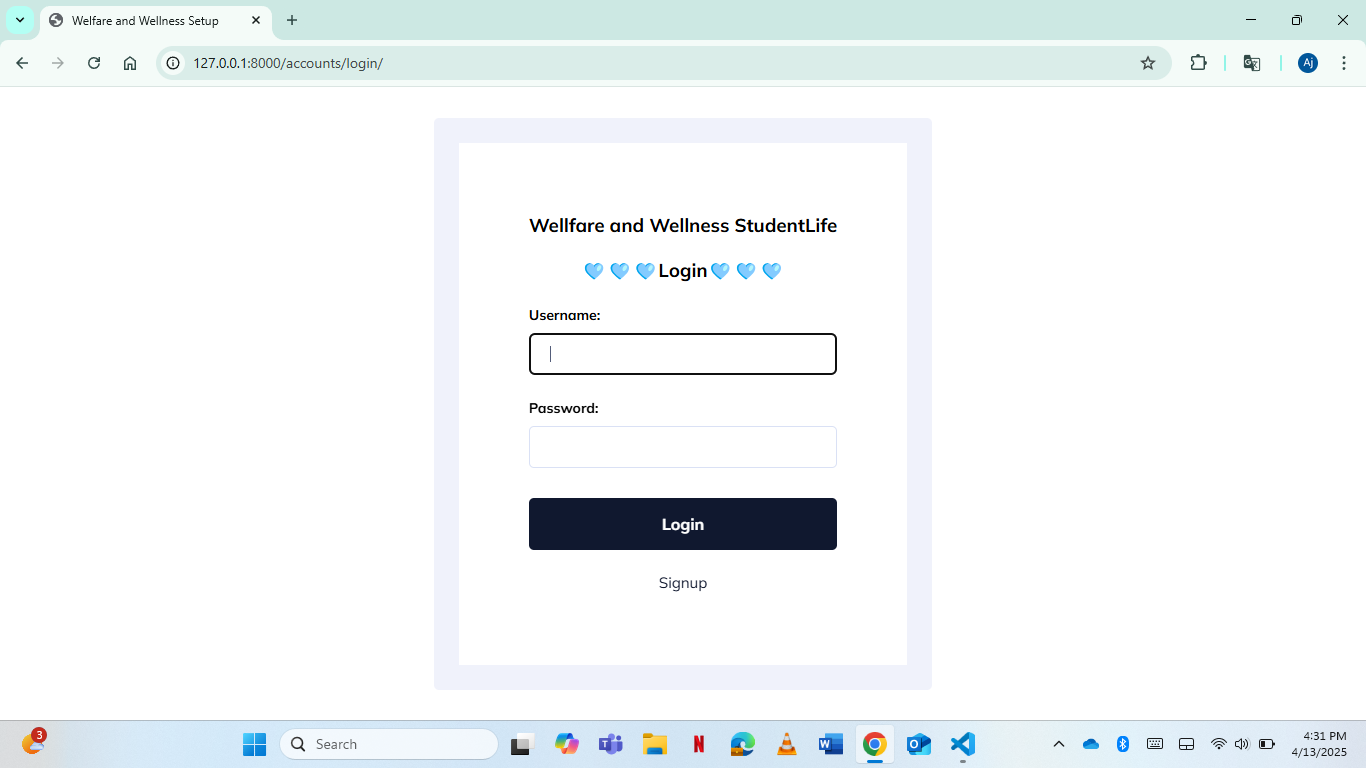 Welfare and Wellness Setup
127.0.0.1:8000/accounts/login/
Aj
Wellfare and Wellness StudentLife
🩵 🩵 🩵 Login 🩵 🩵 🩵
Username:
Password:
Login
Signup
3
Search
4:31 PM
4/13/2025